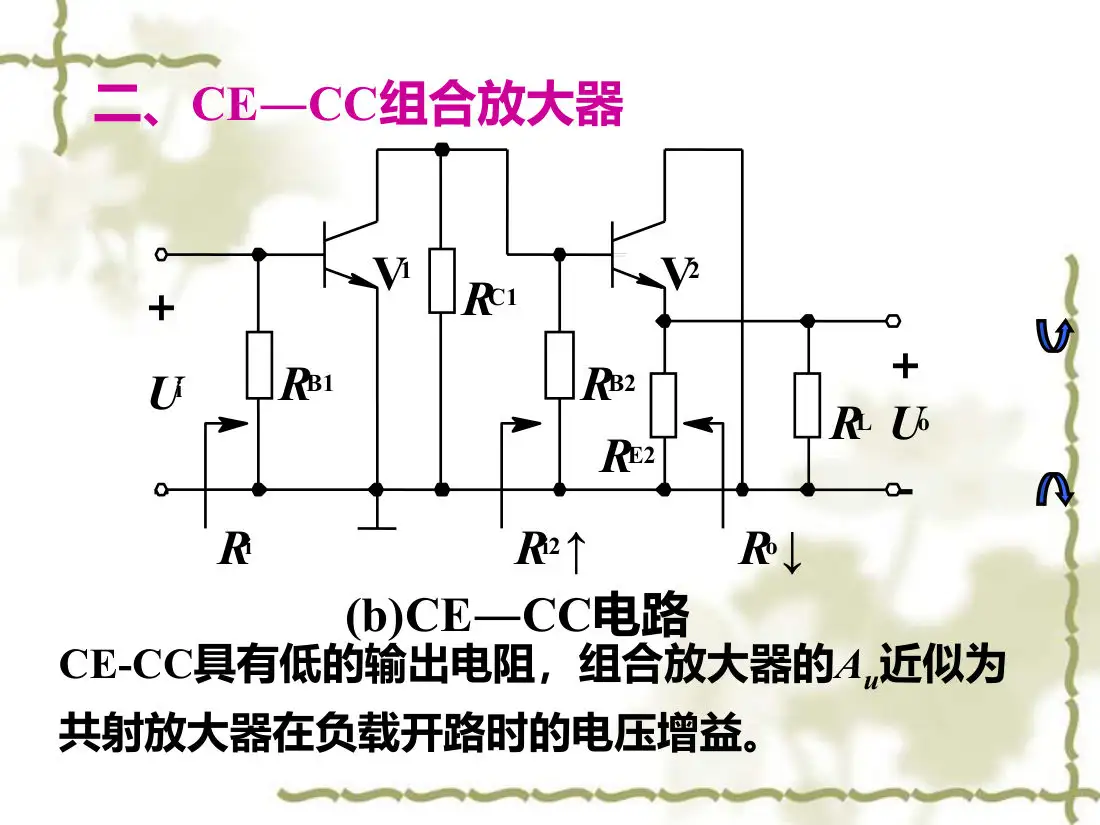 二、CE—CC组合放大器
V1
RC1
V2
+
Ui
RB1
RB2
RE2
RL
+
Uo
-
Ri
Ri2↑
Ro↓
(b)CE—CC电路
CE-CC具有低的输出电阻，组合放大器的Au近似为
共射放大器在负载开路时的电压增益。